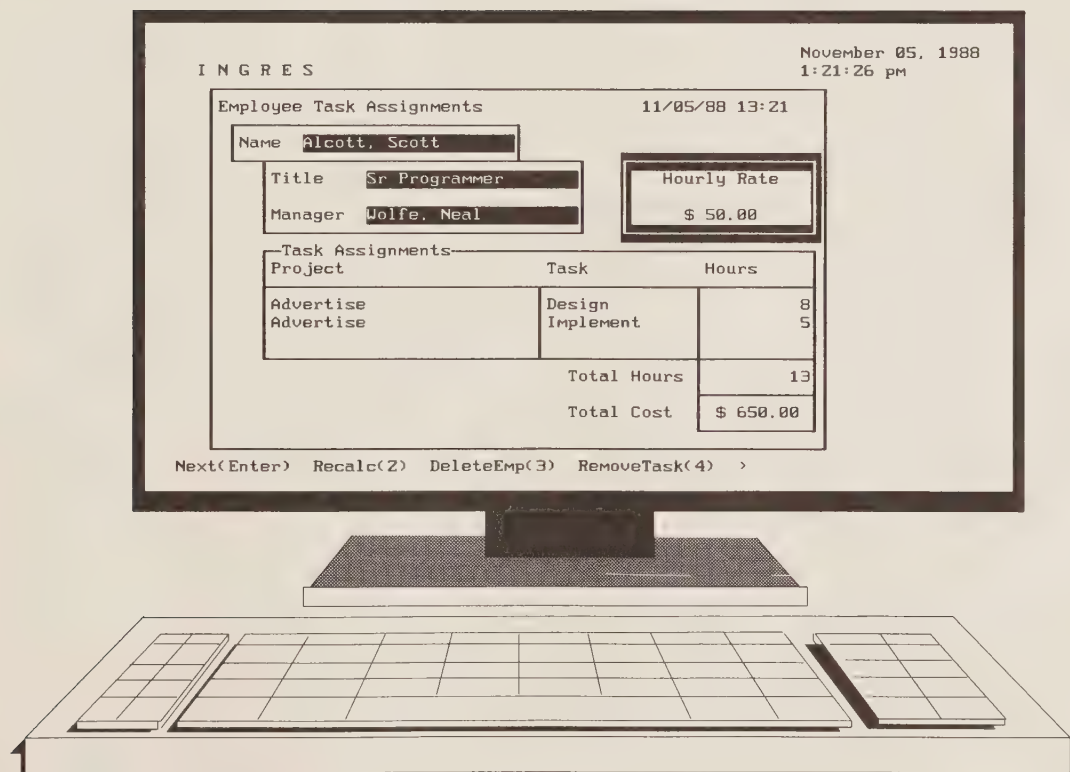 November 05, 1988
I N G R E S
1:21:26 pm
Employee Task Assignments 11/05/88 13:21
Name Alcott, Scott
Title Sr Programmer
Manager Wolfe, Neal
Hourly Rate
$ 50.00
Task Assignments
Project Task Hours
Advertise Design 8
Advertise Implement 5
Total Hours 13
Total Cost $ 650.00
Next(Enter) Recalc(2) DeleteEmp(3) RemoveTask(4) >